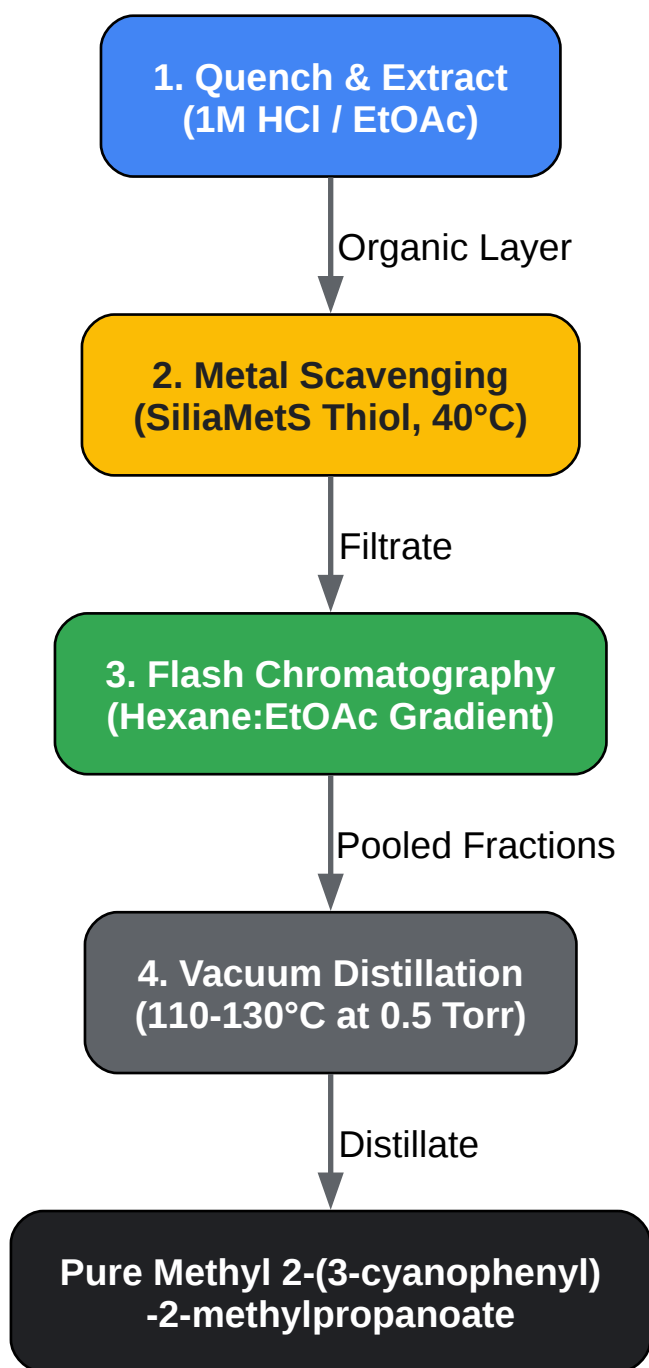 1. Quench & Extract
(1M HCl / EtOAc)
Organic Layer
2. Metal Scavenging
(SiliaMetS Thiol, 40°C)
Filtrate
3. Flash Chromatography
(Hexane:EtOAc Gradient)
Pooled Fractions
4. Vacuum Distillation
(110-130°C at 0.5 Torr)
Distillate
Pure Methyl 2-(3-cyanophenyl)
-2-methylpropanoate